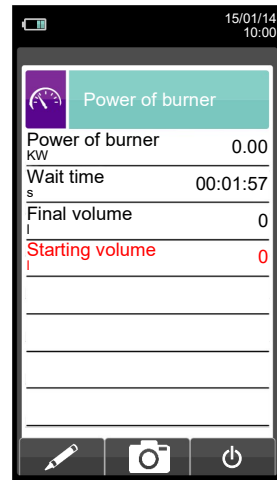 15/01/14
10:00
Power of burner
Power of burner
KW
0.00
Wait time
s
00:01:57
Final volume
l
0
Starting volume
l
0